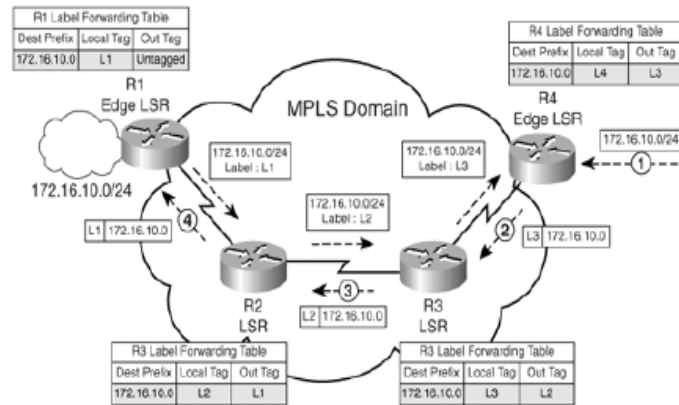 R1 Label Forwarding Table
Dest Prefix Local Tag Out Tag
172.16.10.0 L1 Untagged
R4 Label Forwarding Table
Dest Prefix Local Tag Out Tag
172.16.10.0 L4 L3
R1
Edge LSR
MPLS Domain
R4
Edge LSR
172.16.10.0/24
1
172.16.10.0/24
Label : L1
172.16.10.0/24
Label : L3
172.16.10.0/24
172.16.10.0/24
Label : L2
4
L1 172.16.10.0
2
L3 172.16.10.0
R2
LSR
3
L2 172.16.10.0
R3
LSR
R3 Label Forwarding Table
Dest Prefix Local Tag Out Tag
172.16.10.0 L2 L1
R3 Label Forwarding Table
Dest Prefix Local Tag Out Tag
172.16.10.0 L3 L2